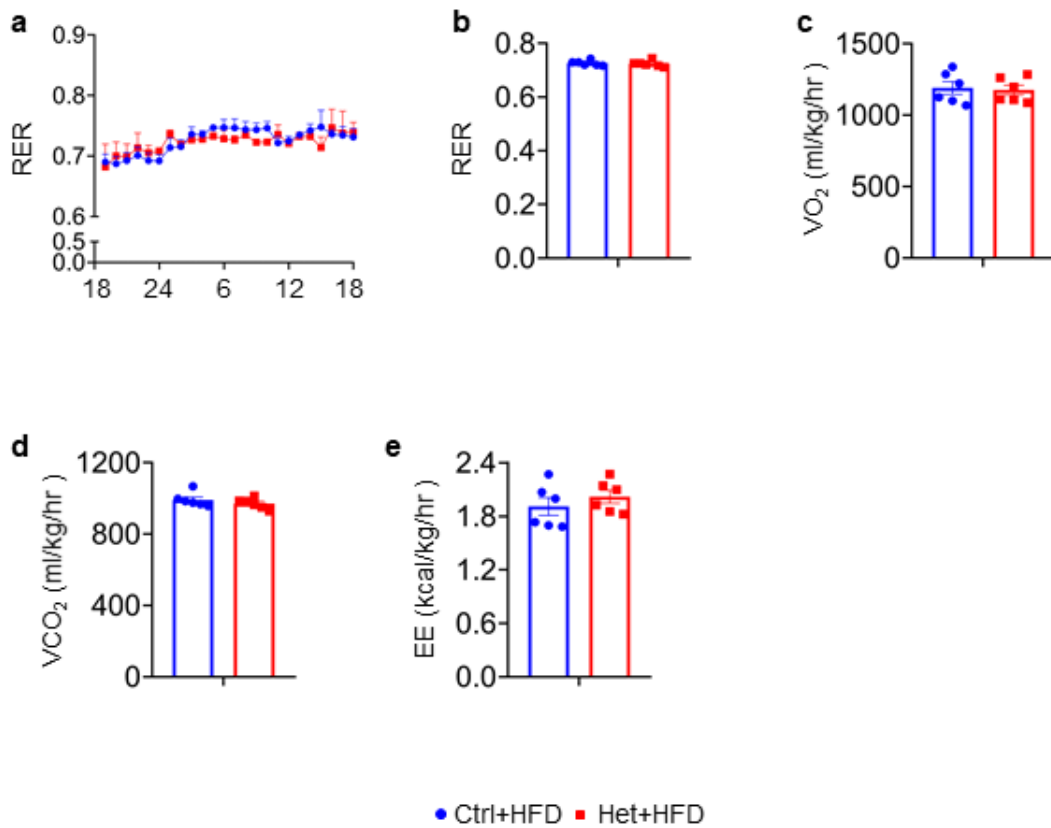 a
0.9
0.8
0.7
0.6
0.5
0.0
RER
18 24 6 12 18
b
0.8
0.6
0.4
0.2
0.0
RER
c
1500
1000
500
0
VO₂ (ml/kg/hr )
d
1200
800
400
0
VCO₂ (ml/kg/hr )
e
2.4
1.8
1.2
0.6
0.0
EE (kcal/kg/hr )
Ctrl+HFD Het+HFD